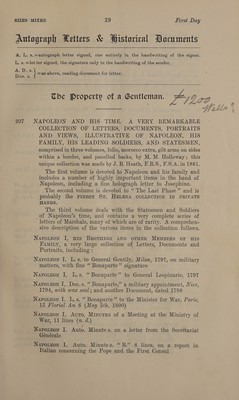 SIXES MIXES 29 First Day
Autograph Letters & Historical Documents
A. L. s.=autograph letter signed, one entirely in the handwriting of the signer.
L. s.=letter signed, the signature only in the handwriting of the sender.
A. D. s. } =as above, reading document for letter.
Doc. s.
The Property of a Gentleman.
£1200
Wells?
207 NAPOLEON AND HIS TIME, A VERY REMARKABLE
COLLECTION OF LETTERS, DOCUMENTS, PORTRAITS
AND VIEWS, ILLUSTRATIVE OF NAPOLEON, HIS
FAMILY, HIS LEADING SOLDIERS, AND STATESMEN,
comprised in three volumes, folio, morocco extra, gilt arms on sides
within a border, and panelled backs, by M. M. Holloway; this
unique collection was made by J. B. Heath, F.R.S., F.S.A. in 1841.
The first volume is devoted to Napoleon and his family and
includes a number of highly important items in the hand of
Napoleon, including a fine holograph letter to Josephine.
The second volume is devoted to "The Last Phase" and is
probably the FINEST ST. HELENA COLLECTION IN PRIVATE
HANDS.
The third volume deals with the Statesmen and Soldiers
of Napoleon's time, and contains a very complete series of
letters of Marshals, many of which are of rarity. A comprehen-
sive description of the various items in the collection follows.
NAPOLEON I, HIS BROTHERS AND OTHER MEMBERS OF HIS
FAMILY, a very large collection of Letters, Documents and
Portraits, including:
NAPOLEON I. L. s. to General Gentily, Milan, 1797, on military
matters, with fine "Bonaparte" signature
NAPOLEON I. L. s. "Bonaparte" to General Lespinasse, 1797
NAPOLEON I. Doc. s. "Bonaparte," a military appointment, Nice,
1794, with wax seal; and another Document, dated 1798
NAPOLEON I. L. s. "Bonaparte" to the Minister for War, Paris,
15 Floréal An 8 (May 5th, 1800)
NAPOLEON I. AUTO. MINUTES of a Meeting at the Ministry of
War, 11 lines (n. d.)
NAPOLEON I. Auto. Minute s. on a letter from the Secretariat
Générale
NAPOLEON I. Auto. Minute s. "B." 8 lines, on a report in
Italian concerning the Pope and the First Consul